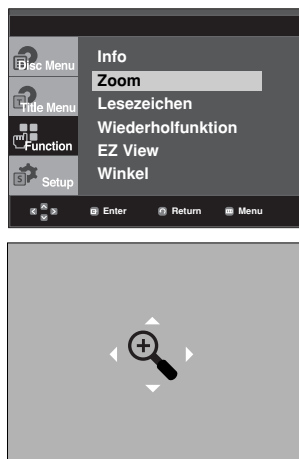 Disc Menu
Title Menu
Function
Setup
Info
Zoom
Lesezeichen
Wiederholfunktion
EZ View
Winkel
Enter Return Menu